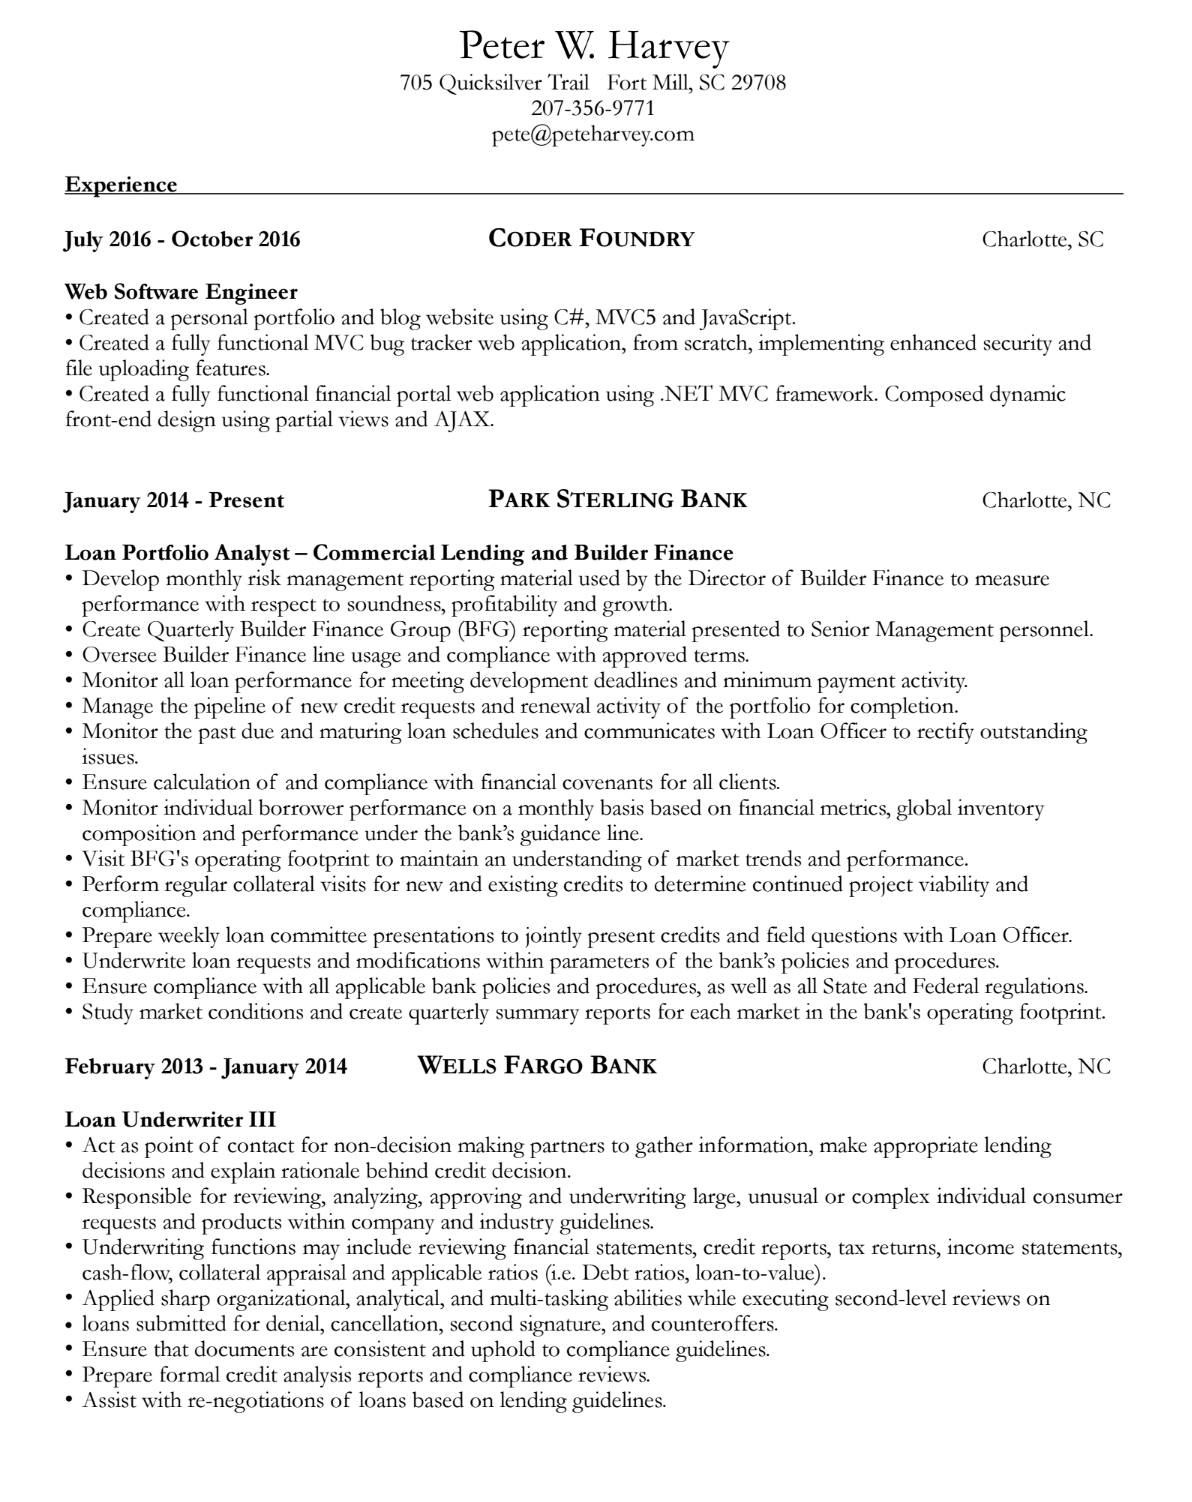 Peter W. Harvey
705 Quicksilver Trail   Fort Mill, SC 29708
207-356-9771
pete@peteharvey.com
Experience
July 2016 - October 2016 CODER FOUNDRY Charlotte, SC
Web Software Engineer
• Created a personal portfolio and blog website using C#, MVC5 and JavaScript.
• Created a fully functional MVC bug tracker web application, from scratch, implementing enhanced security and
file uploading features.
• Created a fully functional financial portal web application using .NET MVC framework. Composed dynamic
front-end design using partial views and AJAX.
January 2014 - Present PARK STERLING BANK Charlotte, NC
Loan Portfolio Analyst – Commercial Lending and Builder Finance
• Develop monthly risk management reporting material used by the Director of Builder Finance to measure
performance with respect to soundness, profitability and growth.
• Create Quarterly Builder Finance Group (BFG) reporting material presented to Senior Management personnel.
• Oversee Builder Finance line usage and compliance with approved terms.
• Monitor all loan performance for meeting development deadlines and minimum payment activity.
• Manage the pipeline of new credit requests and renewal activity of the portfolio for completion.
• Monitor the past due and maturing loan schedules and communicates with Loan Officer to rectify outstanding
issues.
• Ensure calculation of and compliance with financial covenants for all clients.
• Monitor individual borrower performance on a monthly basis based on financial metrics, global inventory
composition and performance under the bank’s guidance line.
• Visit BFG's operating footprint to maintain an understanding of market trends and performance.
• Perform regular collateral visits for new and existing credits to determine continued project viability and
compliance.
• Prepare weekly loan committee presentations to jointly present credits and field questions with Loan Officer.
• Underwrite loan requests and modifications within parameters of the bank’s policies and procedures.
• Ensure compliance with all applicable bank policies and procedures, as well as all State and Federal regulations.
• Study market conditions and create quarterly summary reports for each market in the bank's operating footprint.
February 2013 - January 2014 WELLS FARGO BANK Charlotte, NC
Loan Underwriter III
• Act as point of contact for non-decision making partners to gather information, make appropriate lending
decisions and explain rationale behind credit decision.
• Responsible for reviewing, analyzing, approving and underwriting large, unusual or complex individual consumer
requests and products within company and industry guidelines.
• Underwriting functions may include reviewing financial statements, credit reports, tax returns, income statements,
cash-flow, collateral appraisal and applicable ratios (i.e. Debt ratios, loan-to-value).
• Applied sharp organizational, analytical, and multi-tasking abilities while executing second-level reviews on
• loans submitted for denial, cancellation, second signature, and counteroffers.
• Ensure that documents are consistent and uphold to compliance guidelines.
• Prepare formal credit analysis reports and compliance reviews.
• Assist with re-negotiations of loans based on lending guidelines.